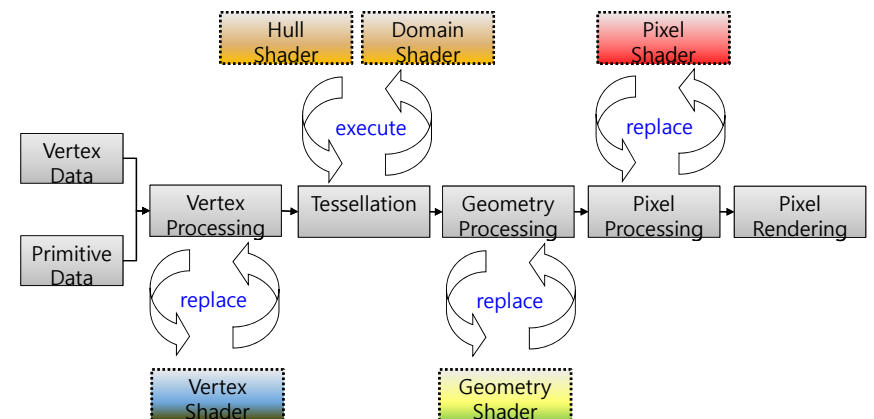 Hull
Shader
Domain
Shader
Pixel
Shader
execute
replace
Vertex
Data
Primitive
Data
Vertex
Processing
Tessellation
Geometry
Processing
Pixel
Processing
Pixel
Rendering
replace
replace
Vertex
Shader
Geometry
Shader